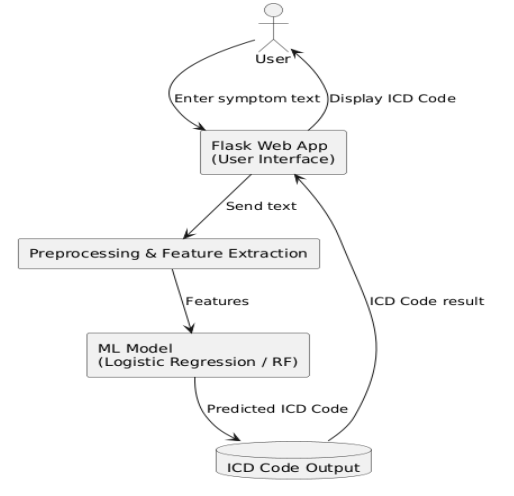 User
Enter symptom text
Display ICD Code
Flask Web App
(User Interface)
Send text
Preprocessing & Feature Extraction
Features
ICD Code result
ML Model
(Logistic Regression / RF)
Predicted ICD Code
ICD Code Output